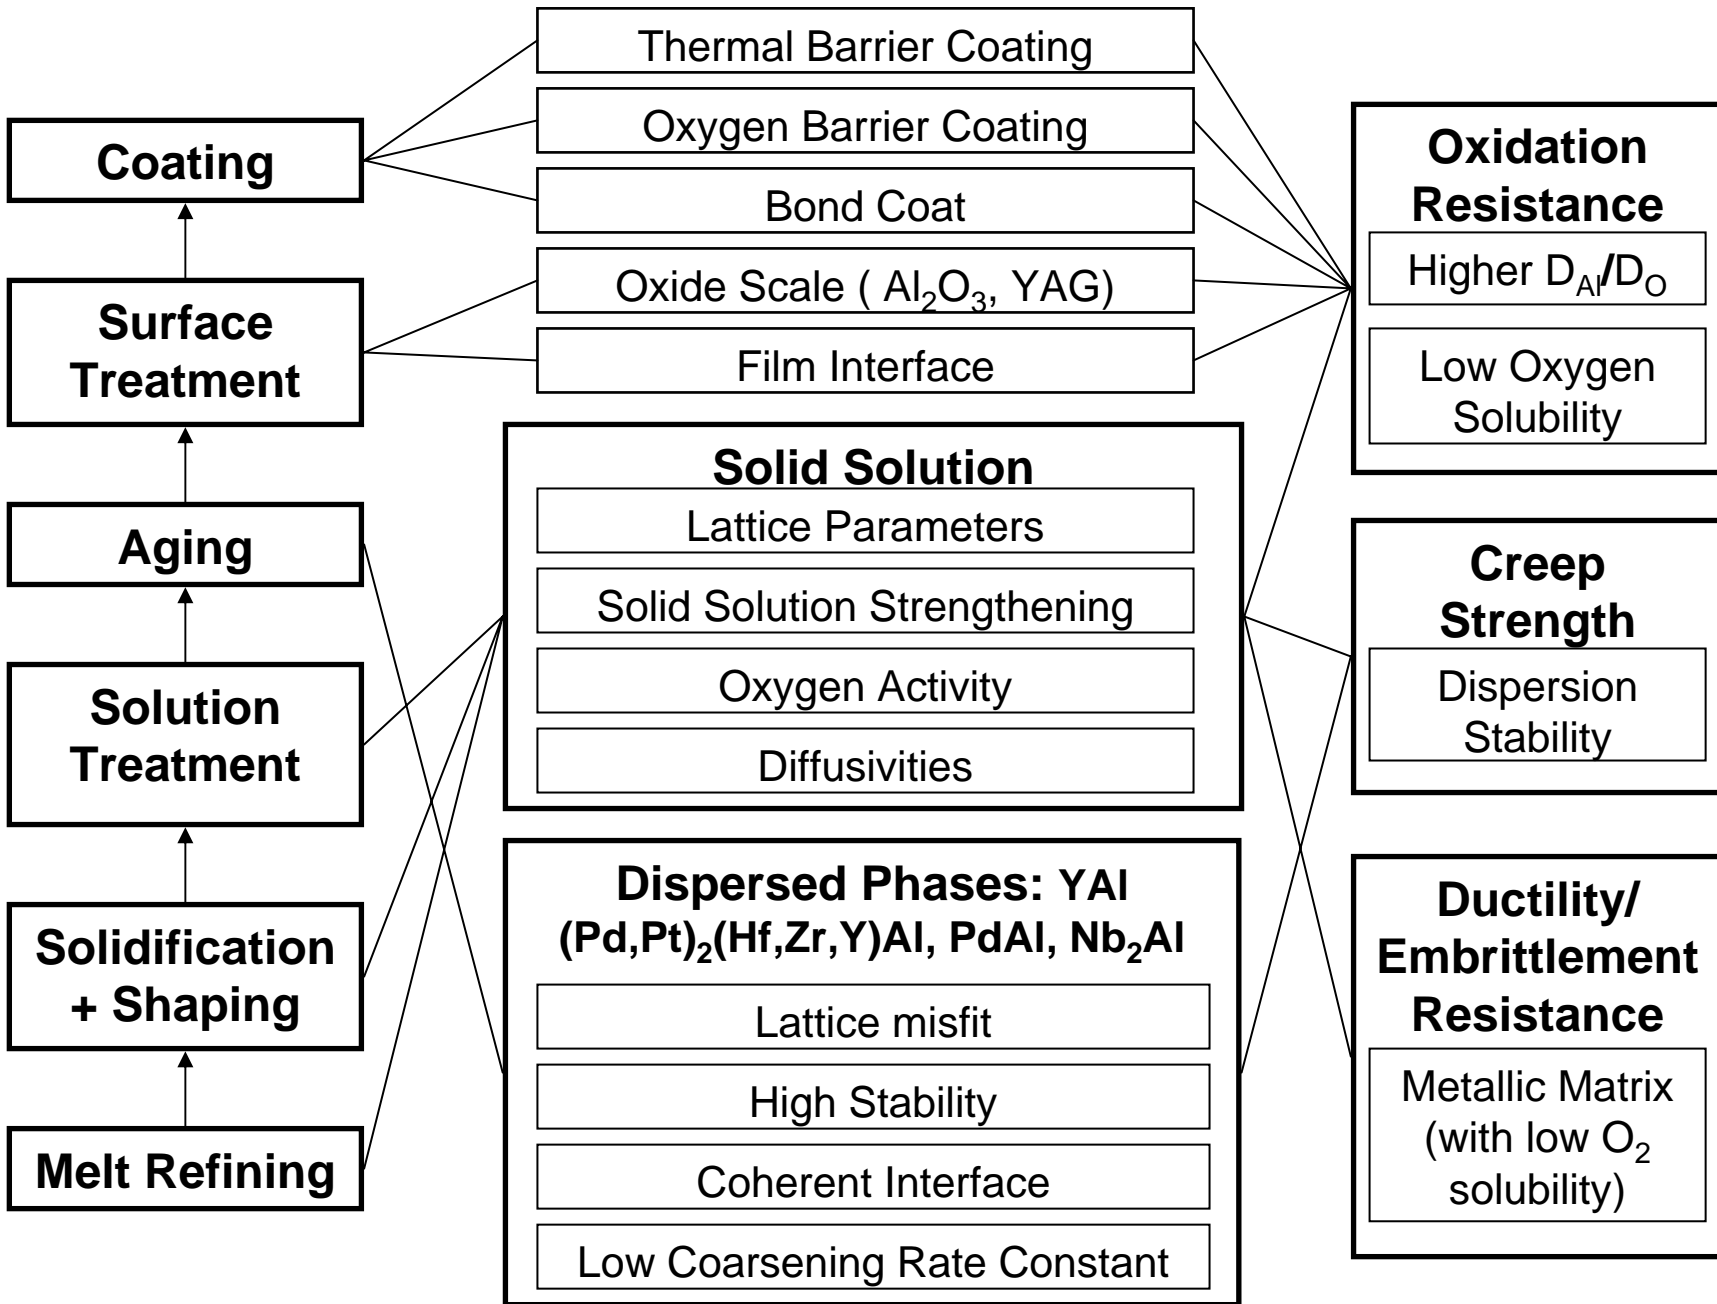 Coating
Surface
Treatment
Aging
Solution
Treatment
Solidification
+ Shaping
Melt Refining
Thermal Barrier Coating
Oxygen Barrier Coating
Bond Coat
Oxide Scale ( Al₂O₃, YAG)
Film Interface
Solid Solution
Lattice Parameters
Solid Solution Strengthening
Oxygen Activity
Diffusivities
Dispersed Phases: YAl
(Pd,Pt)₂(Hf,Zr,Y)Al, PdAl, Nb₂Al
Lattice misfit
High Stability
Coherent Interface
Low Coarsening Rate Constant
Oxidation
Resistance
Higher D_Al/D_O
Low Oxygen
Solubility
Creep
Strength
Dispersion
Stability
Ductility/
Embrittlement
Resistance
Metallic Matrix
(with low O₂
solubility)